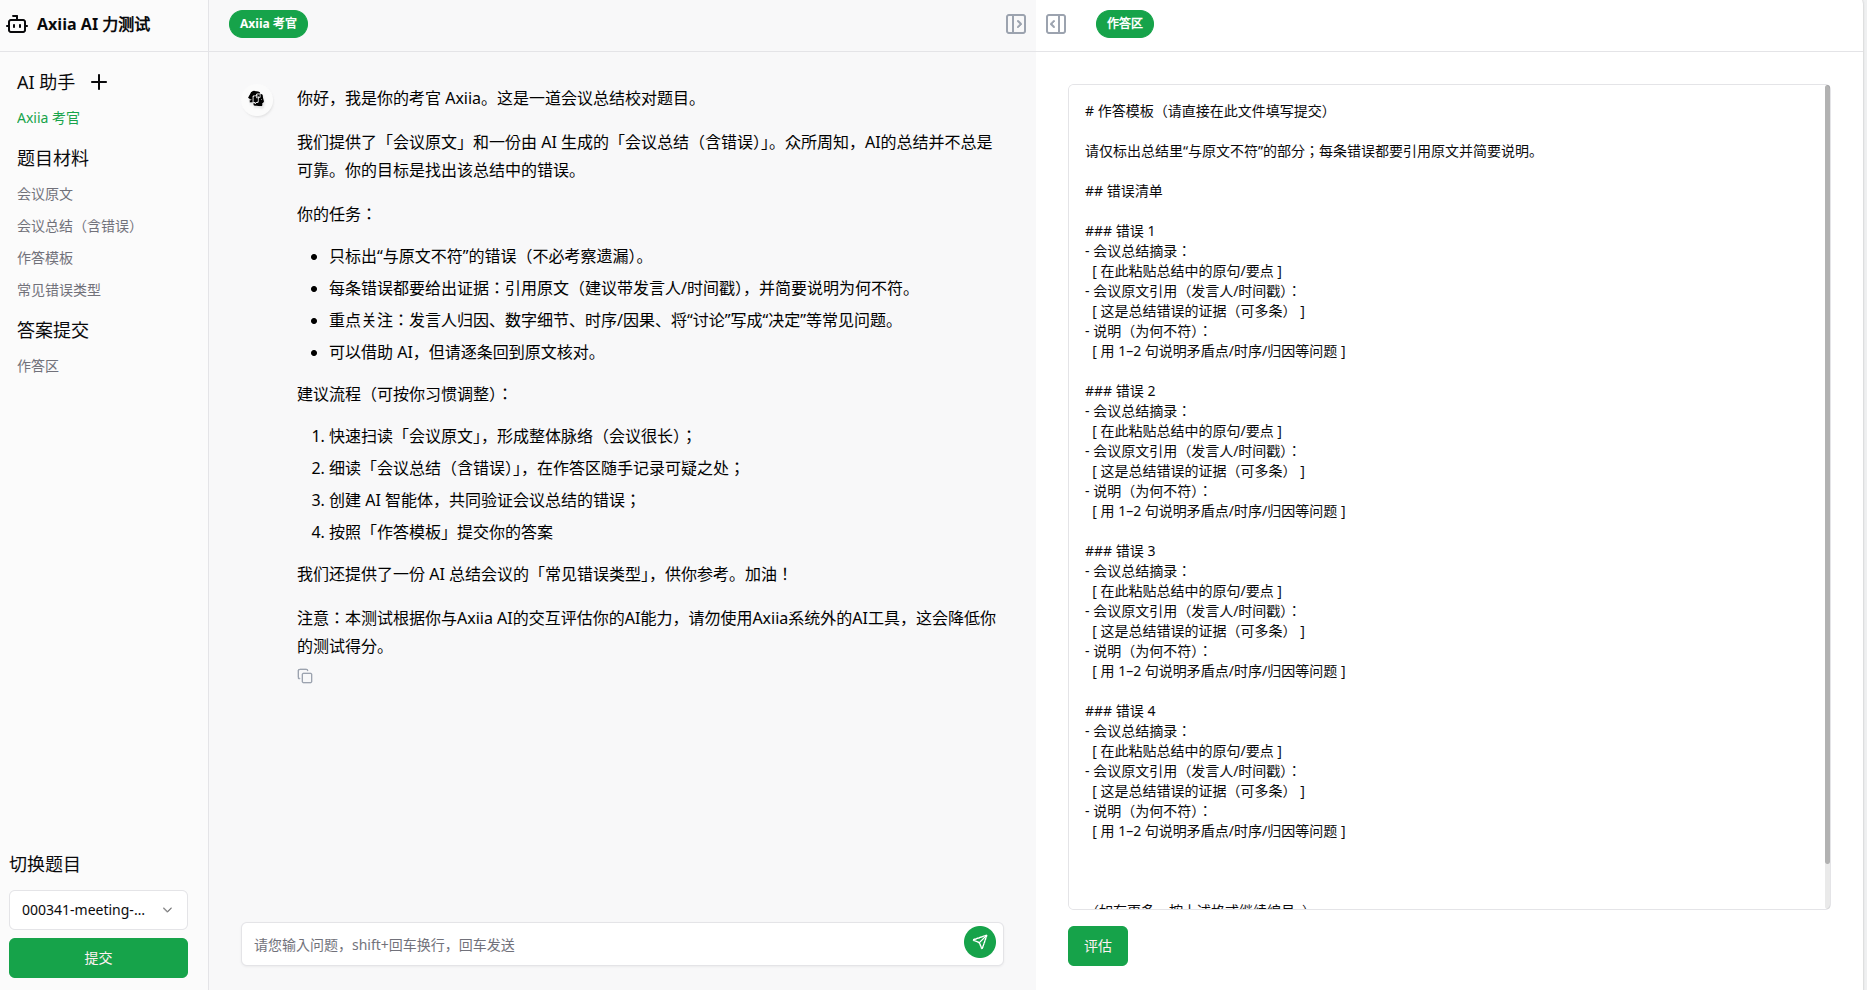 Axiia AI 力测试
AI 助手
Axiia 考官
题目材料
会议原文
会议总结（含错误）
作答模板
常见错误类型
答案提交
作答区
切换题目
000341-meeting-...
提交
Axiia 考官
你好，我是你的考官 Axiia。这是一道会议总结校对题目。
我们提供了「会议原文」和一份由 AI 生成的「会议总结（含错误）」。众所周知，AI的总结并不总是
可靠。你的目标是找出该总结中的错误。
你的任务：
• 只标出“与原文不符”的错误（不必考察遗漏）。
• 每条错误都要给出证据：引用原文（建议带发言人/时间戳），并简要说明为何不符。
• 重点关注：发言人归因、数字细节、时序/因果、将“讨论”写成“决定”等常见问题。
• 可以借助 AI，但请逐条回到原文核对。
建议流程（可按你习惯调整）：
1. 快速扫读「会议原文」，形成整体脉络（会议很长）；
2. 细读「会议总结（含错误）」，在作答区随手记录可疑之处；
3. 创建 AI 智能体，共同验证会议总结的错误；
4. 按照「作答模板」提交你的答案
我们还提供了一份 AI 总结会议的「常见错误类型」，供你参考。加油！
注意：本测试根据你与Axiia AI的交互评估你的AI能力，请勿使用Axiia系统外的AI工具，这会降低你
的测试得分。
请您输入问题，shift+回车换行，回车发送
作答区
# 作答模板（请直接在此文件填写提交）
请仅标出总结里“与原文不符”的部分；每条错误都要引用原文并简要说明。
## 错误清单
### 错误 1
- 会议总结摘录：
[ 在此粘贴总结中的原句/要点 ]
- 会议原文引用（发言人/时间戳）：
[ 这是总结错误的证据（可多条） ]
- 说明（为何不符）：
[ 用 1–2 句说明矛盾点/时序/归因等问题 ]
### 错误 2
- 会议总结摘录：
[ 在此粘贴总结中的原句/要点 ]
- 会议原文引用（发言人/时间戳）：
[ 这是总结错误的证据（可多条） ]
- 说明（为何不符）：
[ 用 1–2 句说明矛盾点/时序/归因等问题 ]
### 错误 3
- 会议总结摘录：
[ 在此粘贴总结中的原句/要点 ]
- 会议原文引用（发言人/时间戳）：
[ 这是总结错误的证据（可多条） ]
- 说明（为何不符）：
[ 用 1–2 句说明矛盾点/时序/归因等问题 ]
### 错误 4
- 会议总结摘录：
[ 在此粘贴总结中的原句/要点 ]
- 会议原文引用（发言人/时间戳）：
[ 这是总结错误的证据（可多条） ]
- 说明（为何不符）：
[ 用 1–2 句说明矛盾点/时序/归因等问题 ]
评估